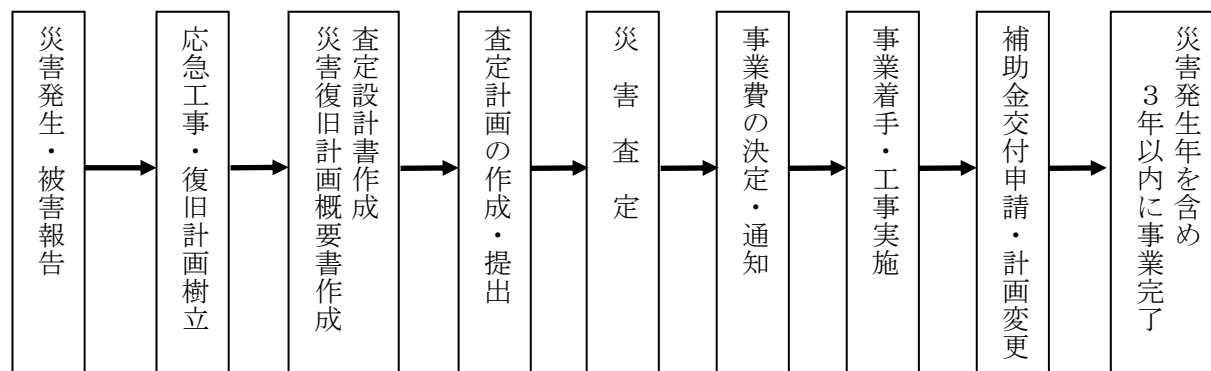 災害発生・被害報告
応急工事・復旧計画樹立
査定設計書作成
災害復旧計画概要書作成
査定計画の作成・提出
災害査定
事業費の決定・通知
事業着手・工事実施
補助金交付申請・計画変更
災害発生年を含め
３年以内に事業完了